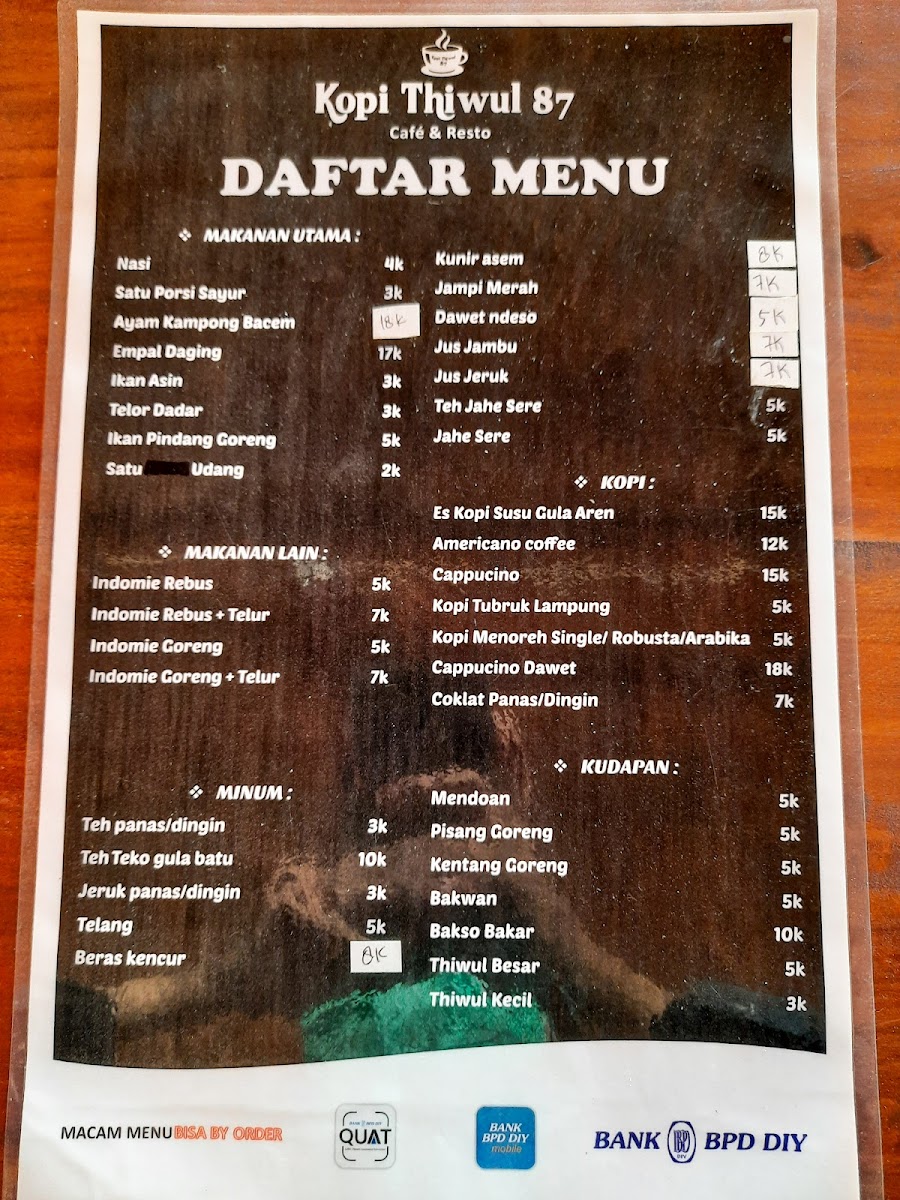 Kopi Thiwul 87
Café & Resto
DAFTAR MENU
❖ MAKANAN UTAMA :
Nasi 4k
Satu Porsi Sayur 3k
Ayam Kampong Bacem 18K
Empal Daging 17k
Ikan Asin 3k
Telor Dadar 3k
Ikan Pindang Goreng 5k
Satu Udang 2k
❖ MAKANAN LAIN :
Indomie Rebus 5k
Indomie Rebus + Telur 7k
Indomie Goreng 5k
Indomie Goreng + Telur 7k
❖ MINUM :
Teh panas/dingin 3k
Teh Teko gula batu 10k
Jeruk panas/dingin 3k
Telang 5k
Beras kencur 8K
Kunir asem 8K
Jampi Merah 7K
Dawet ndeso 5K
Jus Jambu 7K
Jus Jeruk 7K
Teh Jahe Sere 5k
Jahe Sere 5k
❖ KOPI :
Es Kopi Susu Gula Aren 15k
Americano coffee 12k
Cappucino 15k
Kopi Tubruk Lampung 5k
Kopi Menoreh Single/ Robusta/Arabika 5k
Cappucino Dawet 18k
Coklat Panas/Dingin 7k
❖ KUDAPAN :
Mendoan 5k
Pisang Goreng 5k
Kentang Goreng 5k
Bakwan 5k
Bakso Bakar 10k
Thiwul Besar 5k
Thiwul Kecil 3k
MACAM MENU BISA BY ORDER
QUAT
BANK
BPD DIY
mobile
BANK BPD DIY